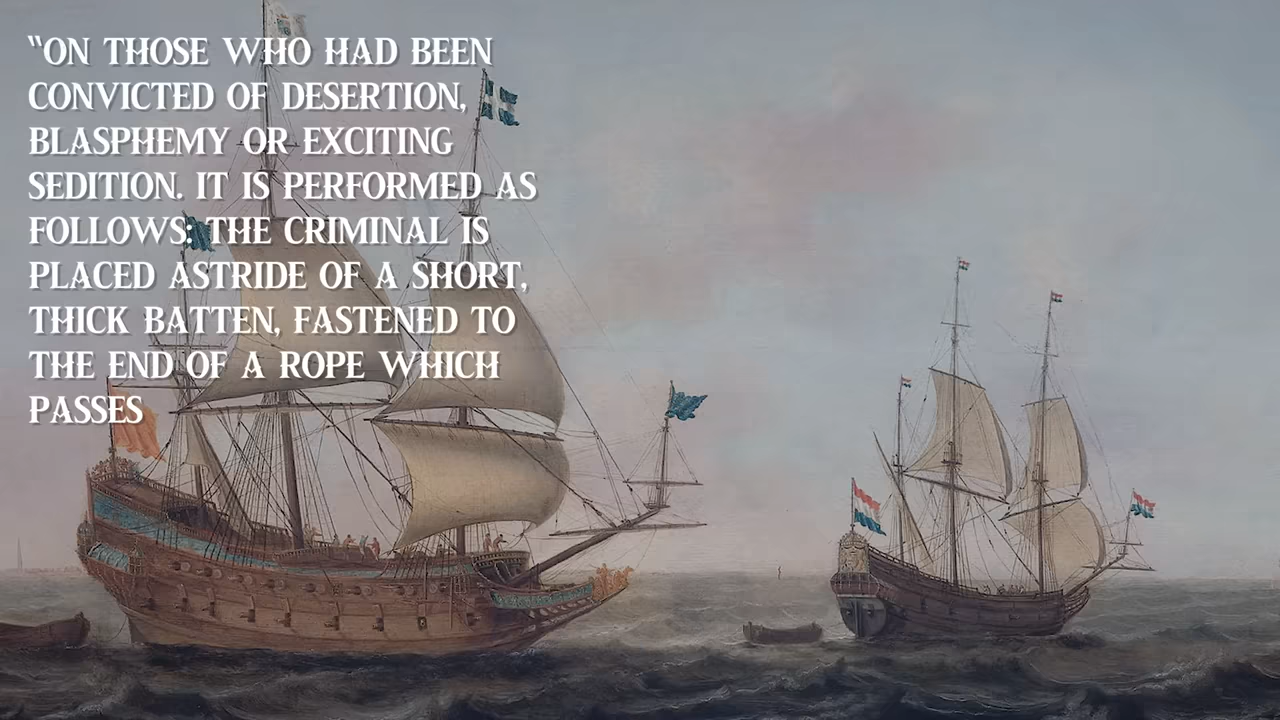 “ON THOSE WHO HAD BEEN
CONVICTED OF DESERTION,
BLASPHEMY OR EXCITING
SEDITION. IT IS PERFORMED AS
FOLLOWS: THE CRIMINAL IS
PLACED ASTRIDE OF A SHORT,
THICK BATTEN, FASTENED TO
THE END OF A ROPE WHICH
PASSES